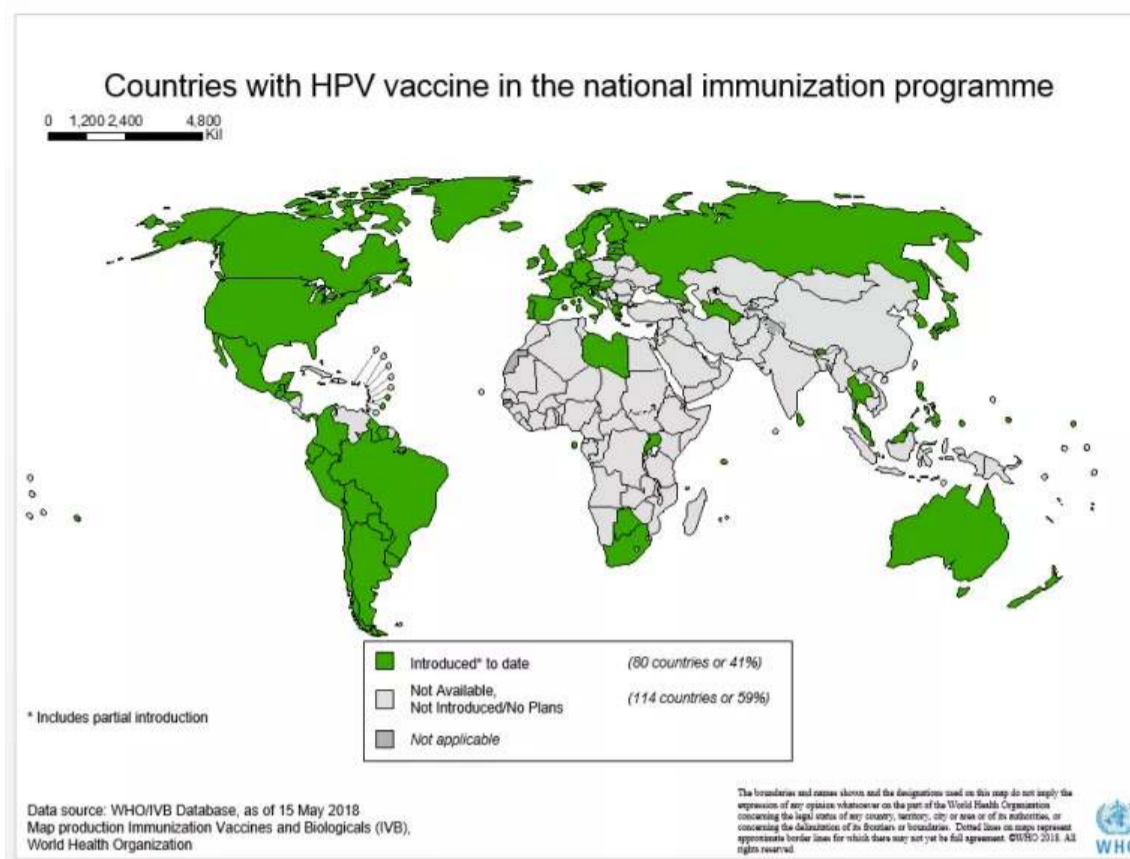 Countries with HPV vaccine in the national immunization programme
0 1,200 2,400 4,800
Kil
Introduced* to date (80 countries or 41%)
Not Available,
Not Introduced/No Plans (114 countries or 59%)
Not applicable
* Includes partial introduction
Data source: WHO/IVB Database, as of 15 May 2018
Map production Immunization Vaccines and Biologicals (IVB),
World Health Organization
The boundaries and names shown and the designations used on this map do not imply the
expression of any opinion whatsoever on the part of the World Health Organization
concerning the legal status of any country, territory, city or area or of its authorities, or
concerning the delimitation of its frontiers or boundaries. Dotted lines on maps represent
approximate border lines for which there may not yet be full agreement. ©WHO 2018. All
rights reserved.
WHO